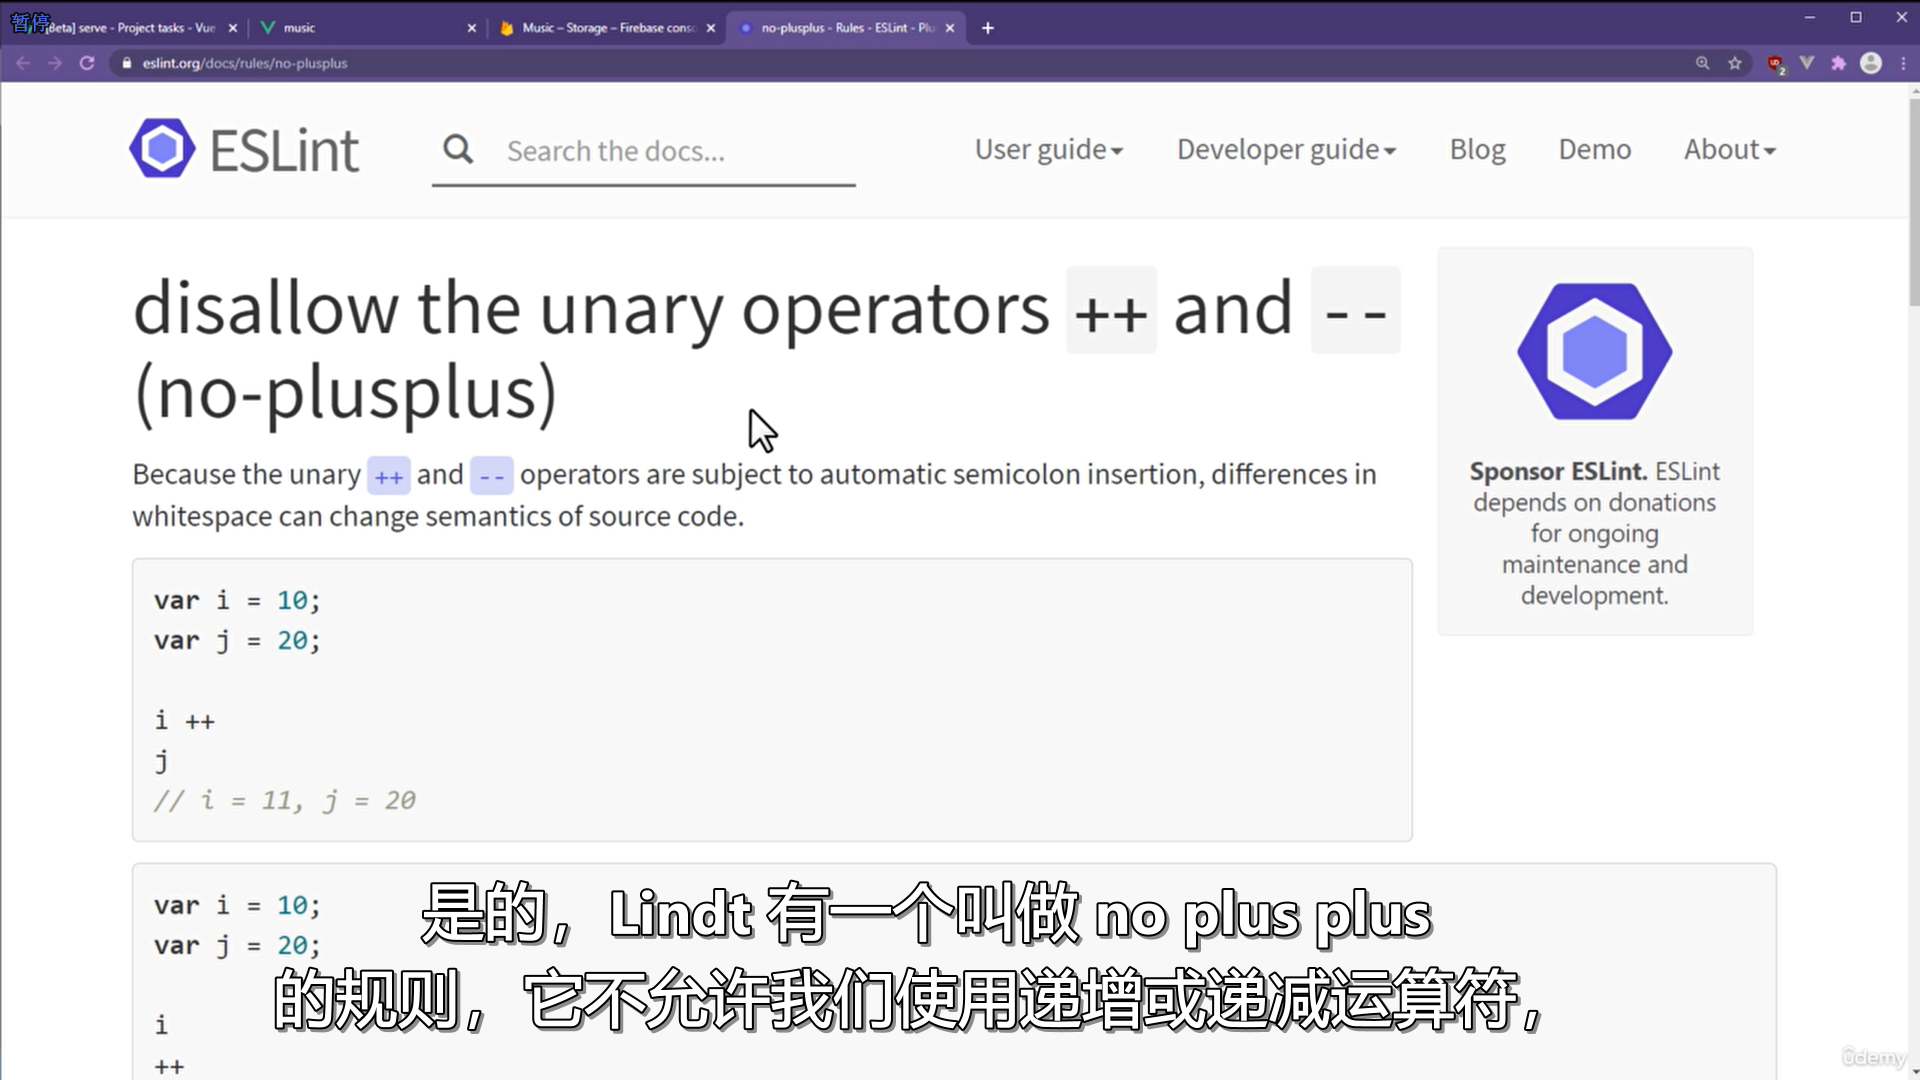 暂停
[Beta] serve - Project tasks - Vue
music
Music – Storage – Firebase conso
no-plusplus - Rules - ESLint - Plu
eslint.org/docs/rules/no-plusplus
2
ESLint
Search the docs...
User guide
Developer guide
Blog
Demo
About
disallow the unary operators ++ and --
(no-plusplus)
Because the unary ++ and -- operators are subject to automatic semicolon insertion, differences in
whitespace can change semantics of source code.
Sponsor ESLint. ESLint
depends on donations
for ongoing
maintenance and
development.
var i = 10;
var j = 20;
i ++
j
// i = 11, j = 20
var i = 10;
var j = 20;
i
++
是的，Lindt 有一个叫做 no plus plus
的规则，它不允许我们使用递增或递减运算符，
ûdemy